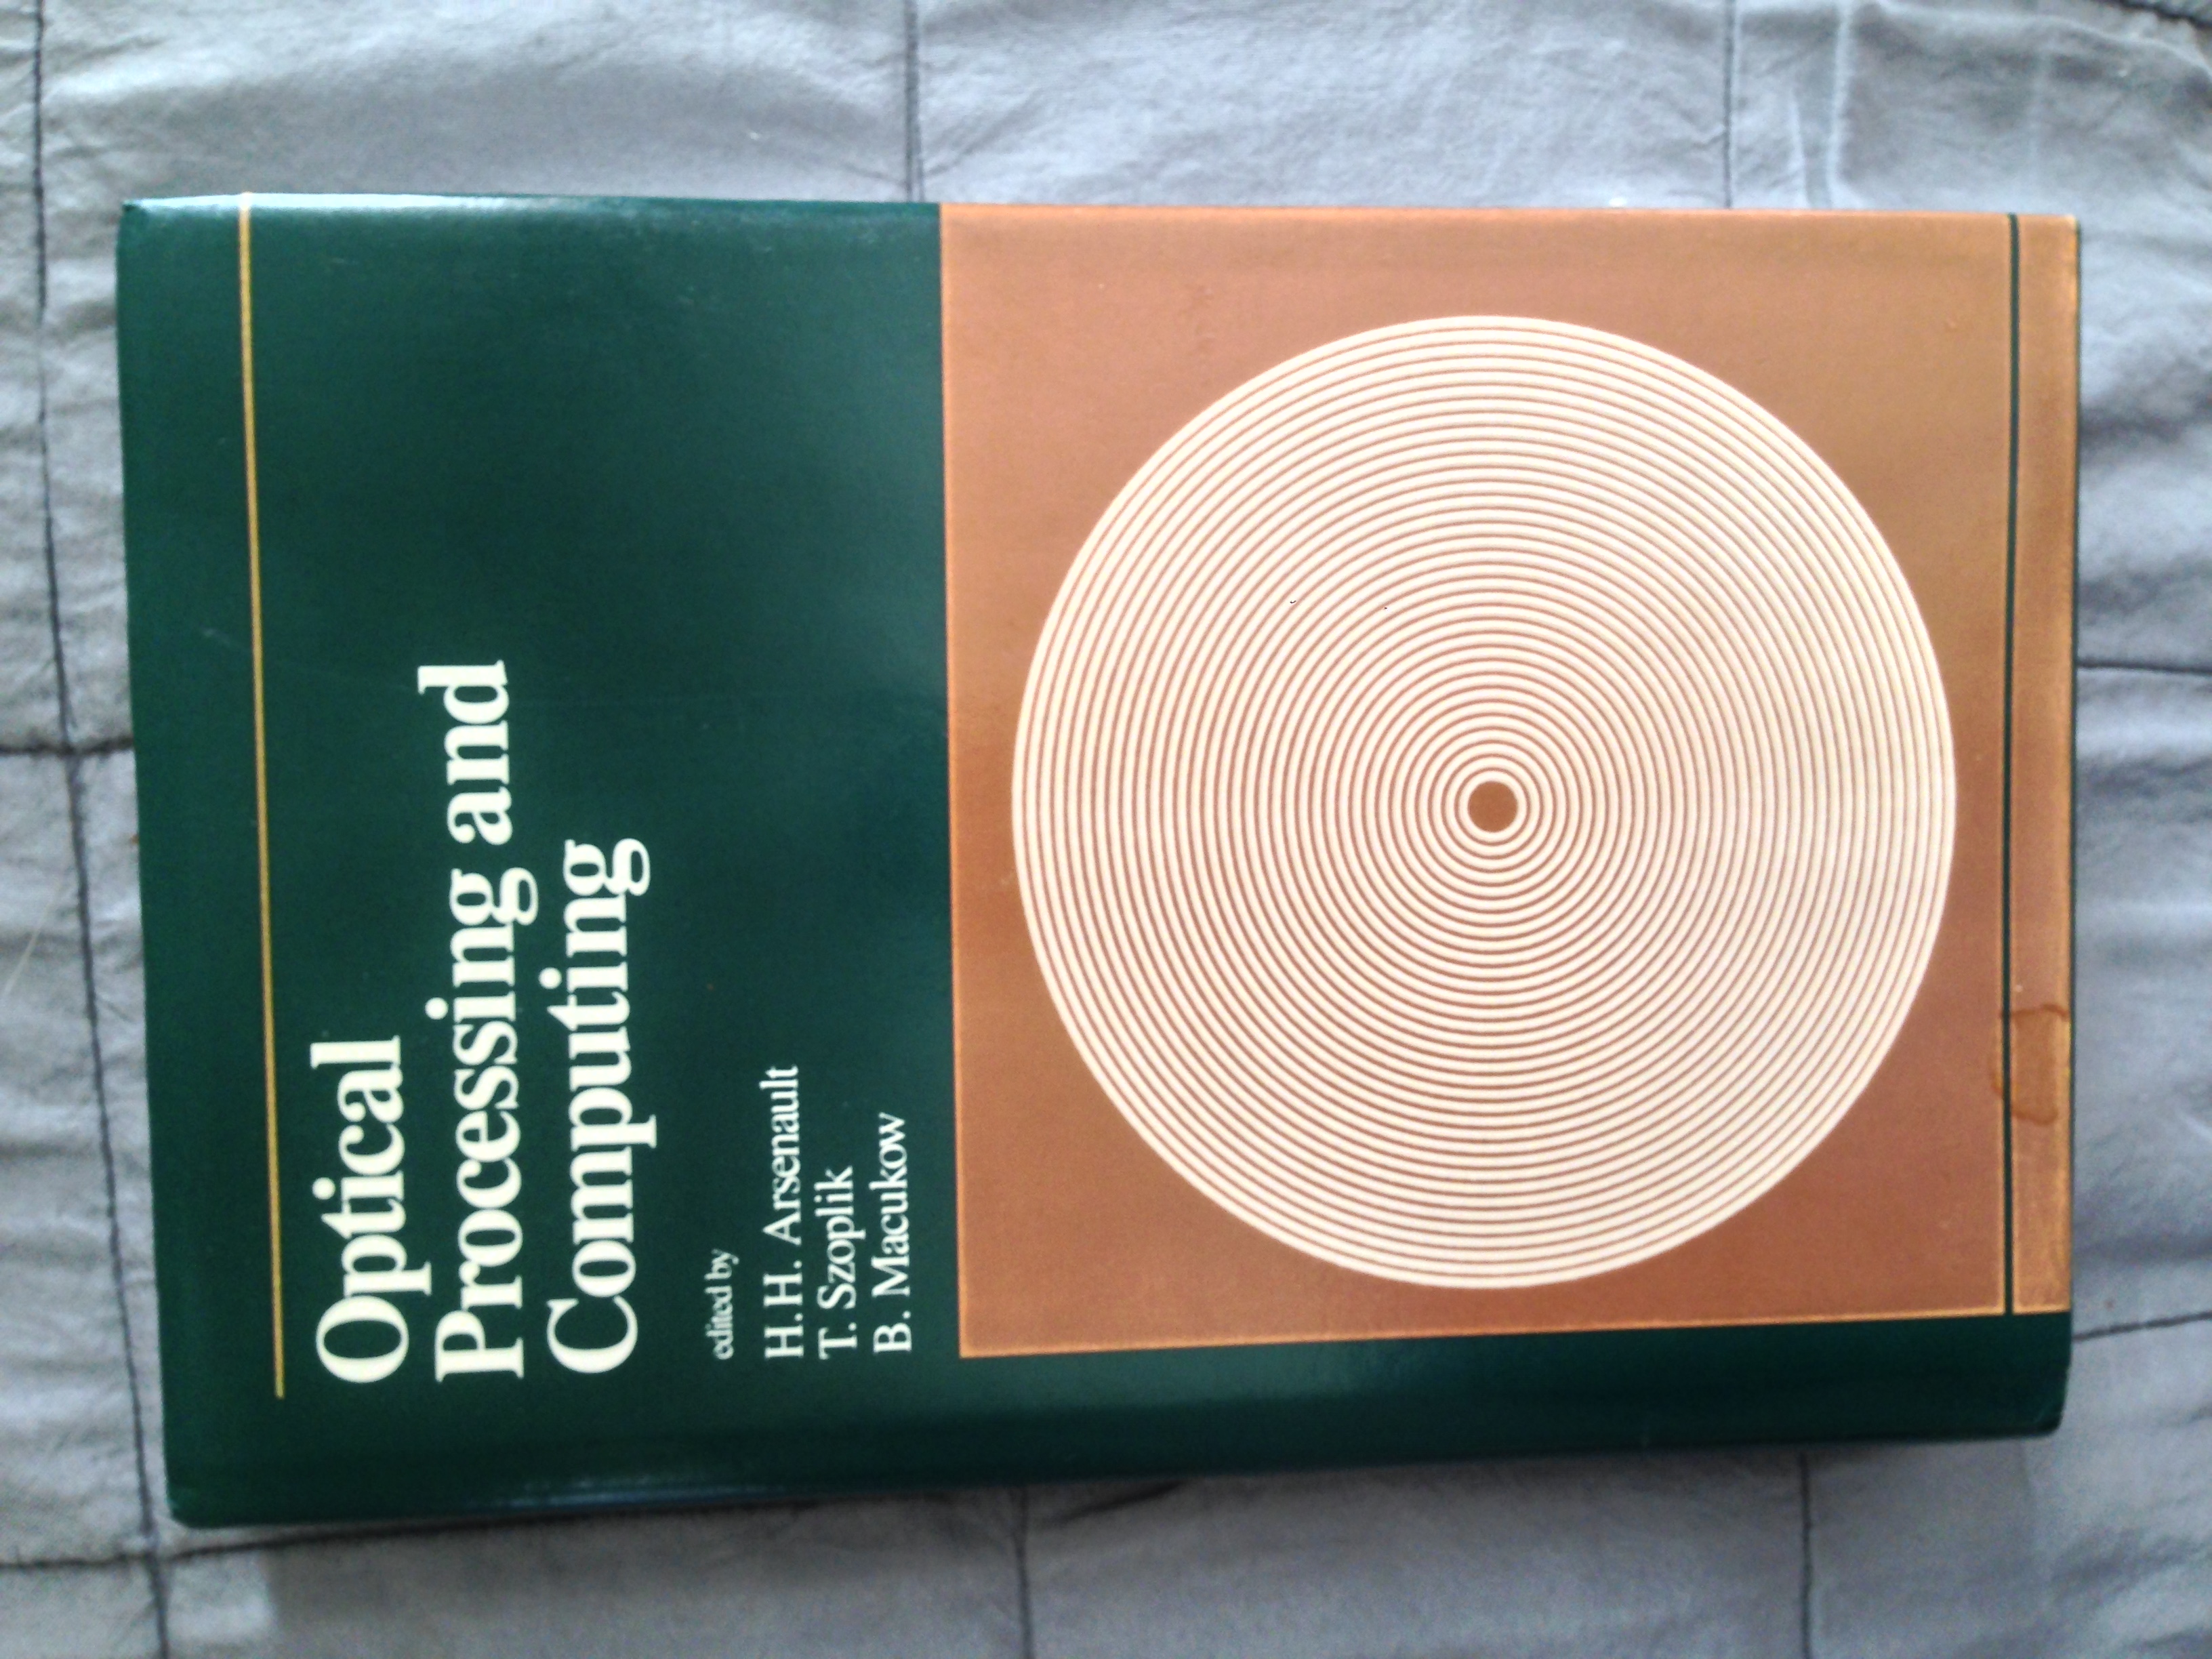 Optical
Processing and
Computing
edited by
H. H. Arsenault
T. Szoplik
B. Macukow